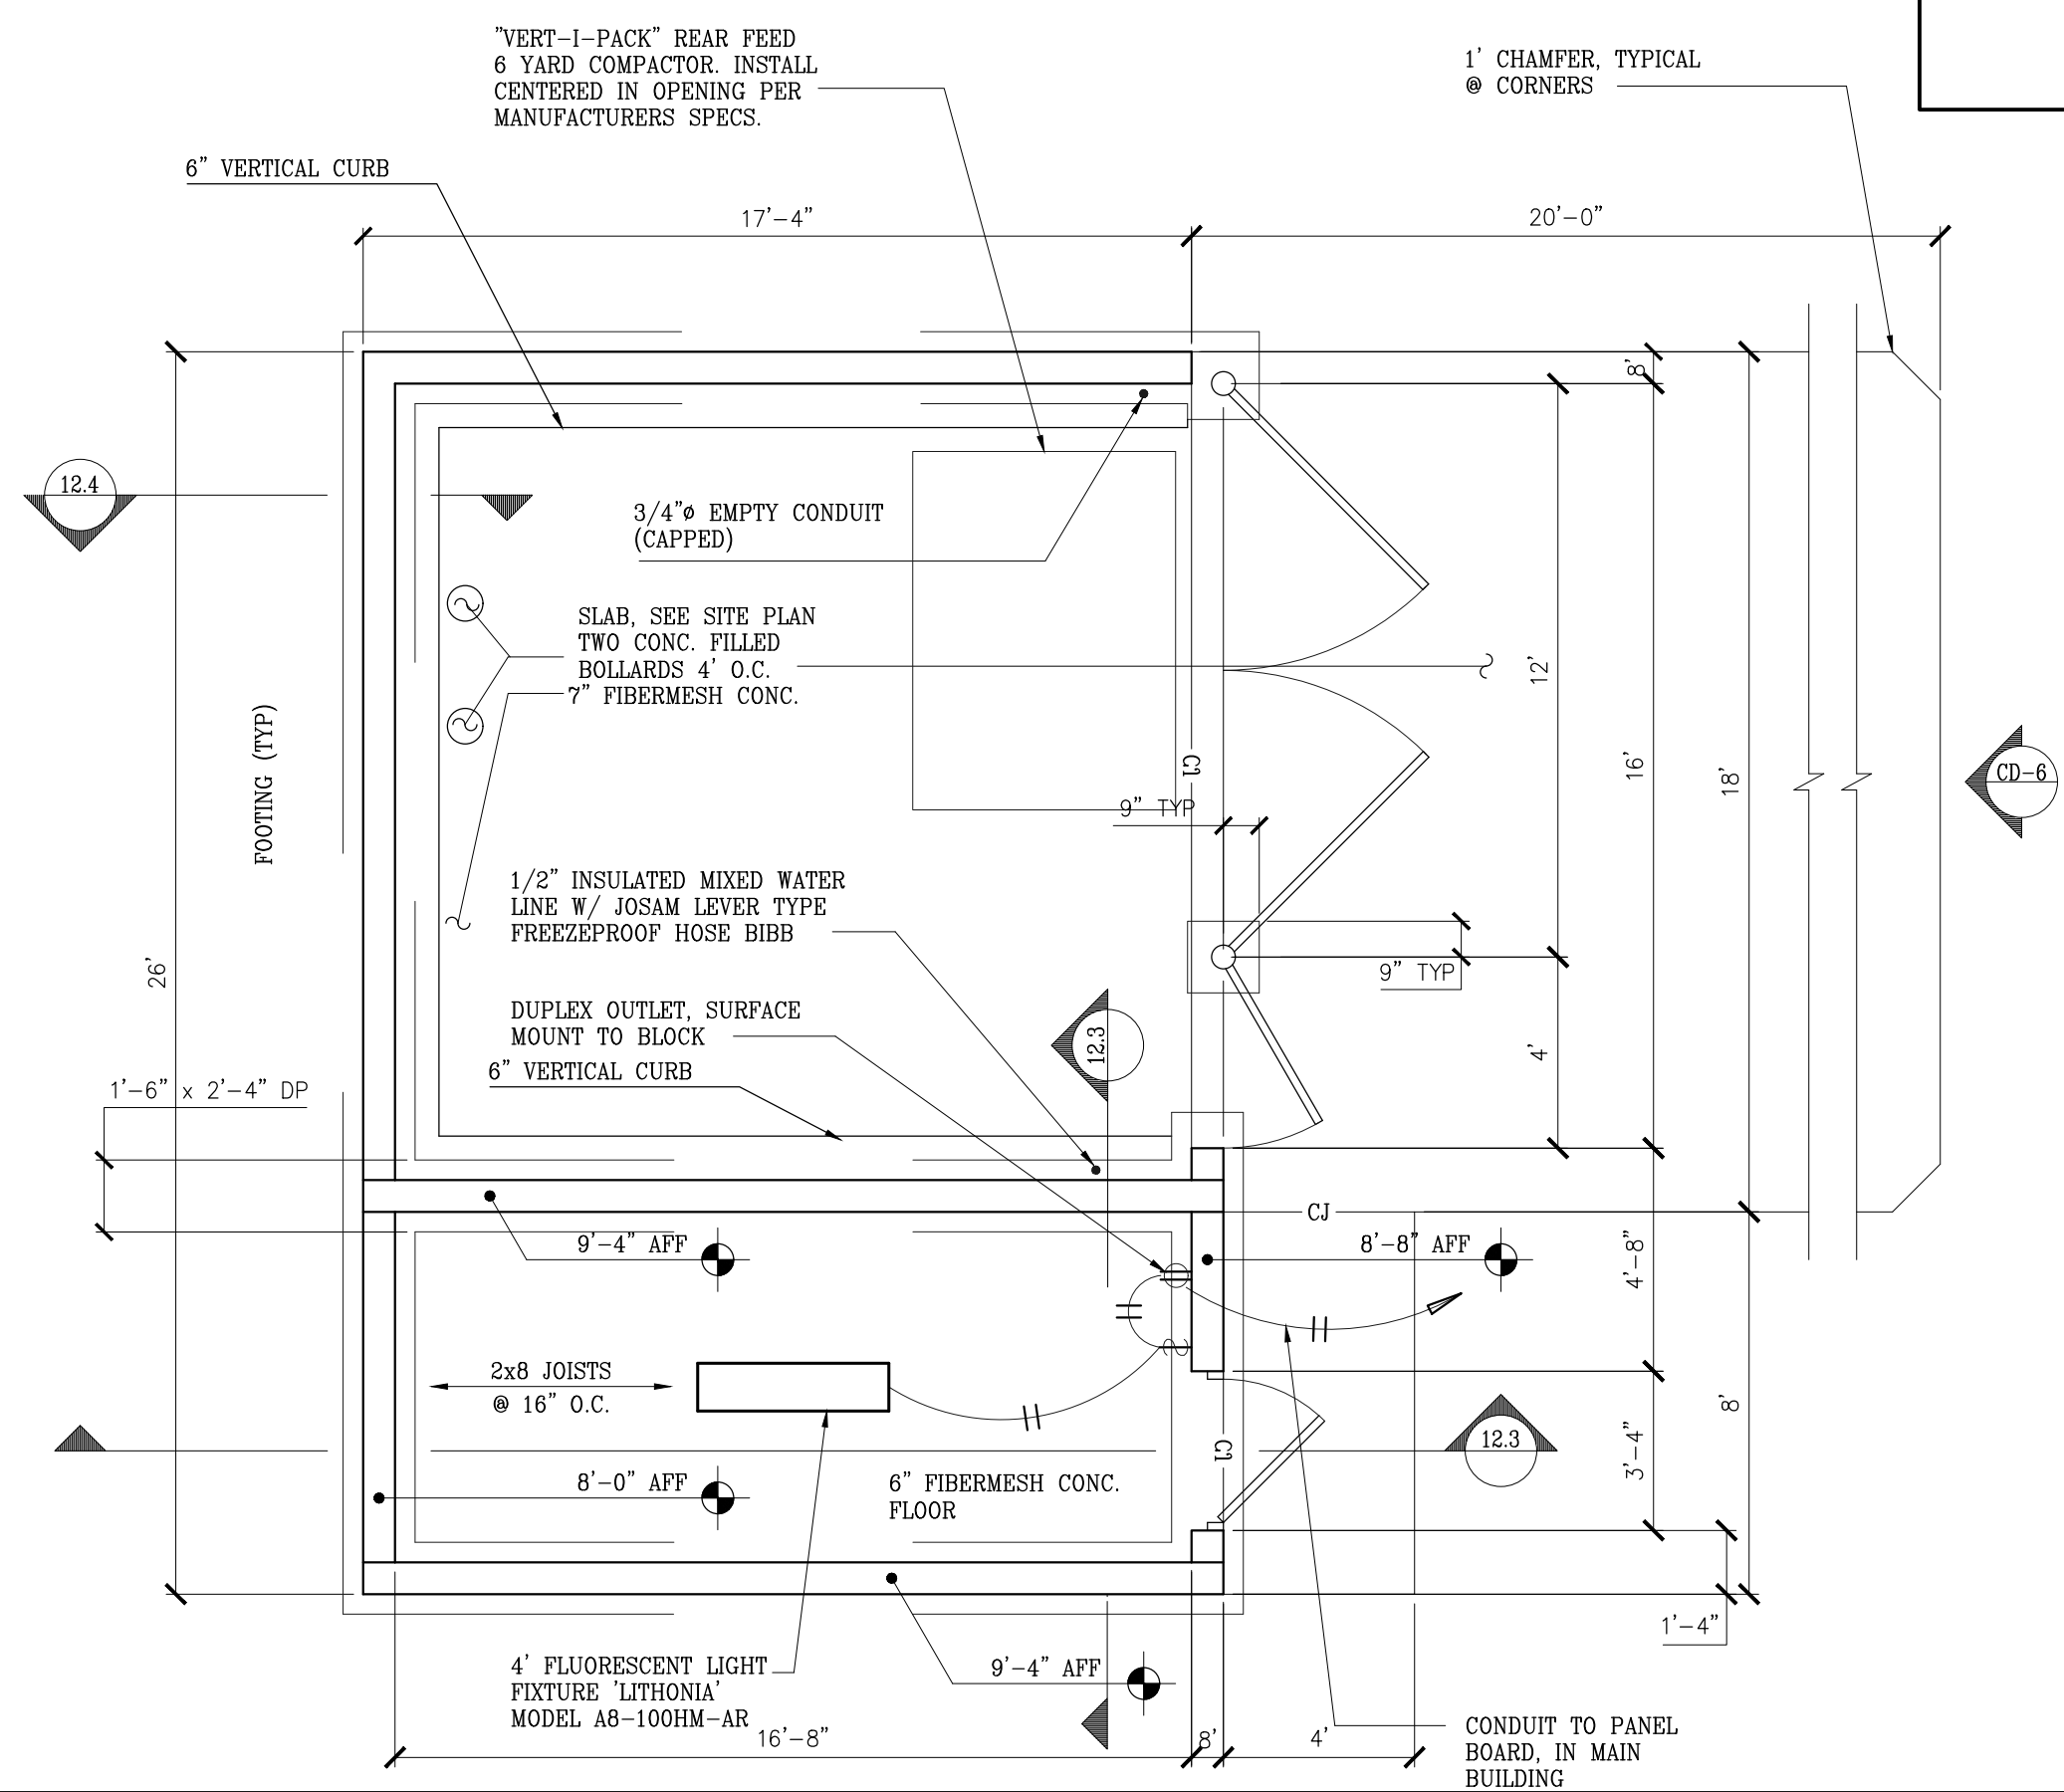 "VERT-I-PACK" REAR FEED
6 YARD COMPACTOR. INSTALL
CENTERED IN OPENING PER
MANUFACTURERS SPECS.
1' CHAMFER, TYPICAL
@ CORNERS
6" VERTICAL CURB
17'-4"
20'-0"
8'
12.4
3/4"ø EMPTY CONDUIT
(CAPPED)
SLAB, SEE SITE PLAN
TWO CONC. FILLED
BOLLARDS 4' O.C.
7" FIBERMESH CONC.
12'
FOOTING (TYP)
CJ
16'
18'
CD-6
9" TYP
1/2" INSULATED MIXED WATER
LINE W/ JOSAM LEVER TYPE
FREEZEPROOF HOSE BIBB
26'
9" TYP
DUPLEX OUTLET, SURFACE
MOUNT TO BLOCK
12.3
4'
6" VERTICAL CURB
1'-6" x 2'-4" DP
CJ
9'-4" AFF
8'-8" AFF
4'-8"
2x8 JOISTS
@ 16" O.C.
8'
12.3
CJ
3'-4"
8'-0" AFF
6" FIBERMESH CONC.
FLOOR
1'-4"
4' FLUORESCENT LIGHT
FIXTURE 'LITHONIA'
MODEL A8-100HM-AR
9'-4" AFF
16'-8"
8'
4'
CONDUIT TO PANEL
BOARD, IN MAIN
BUILDING